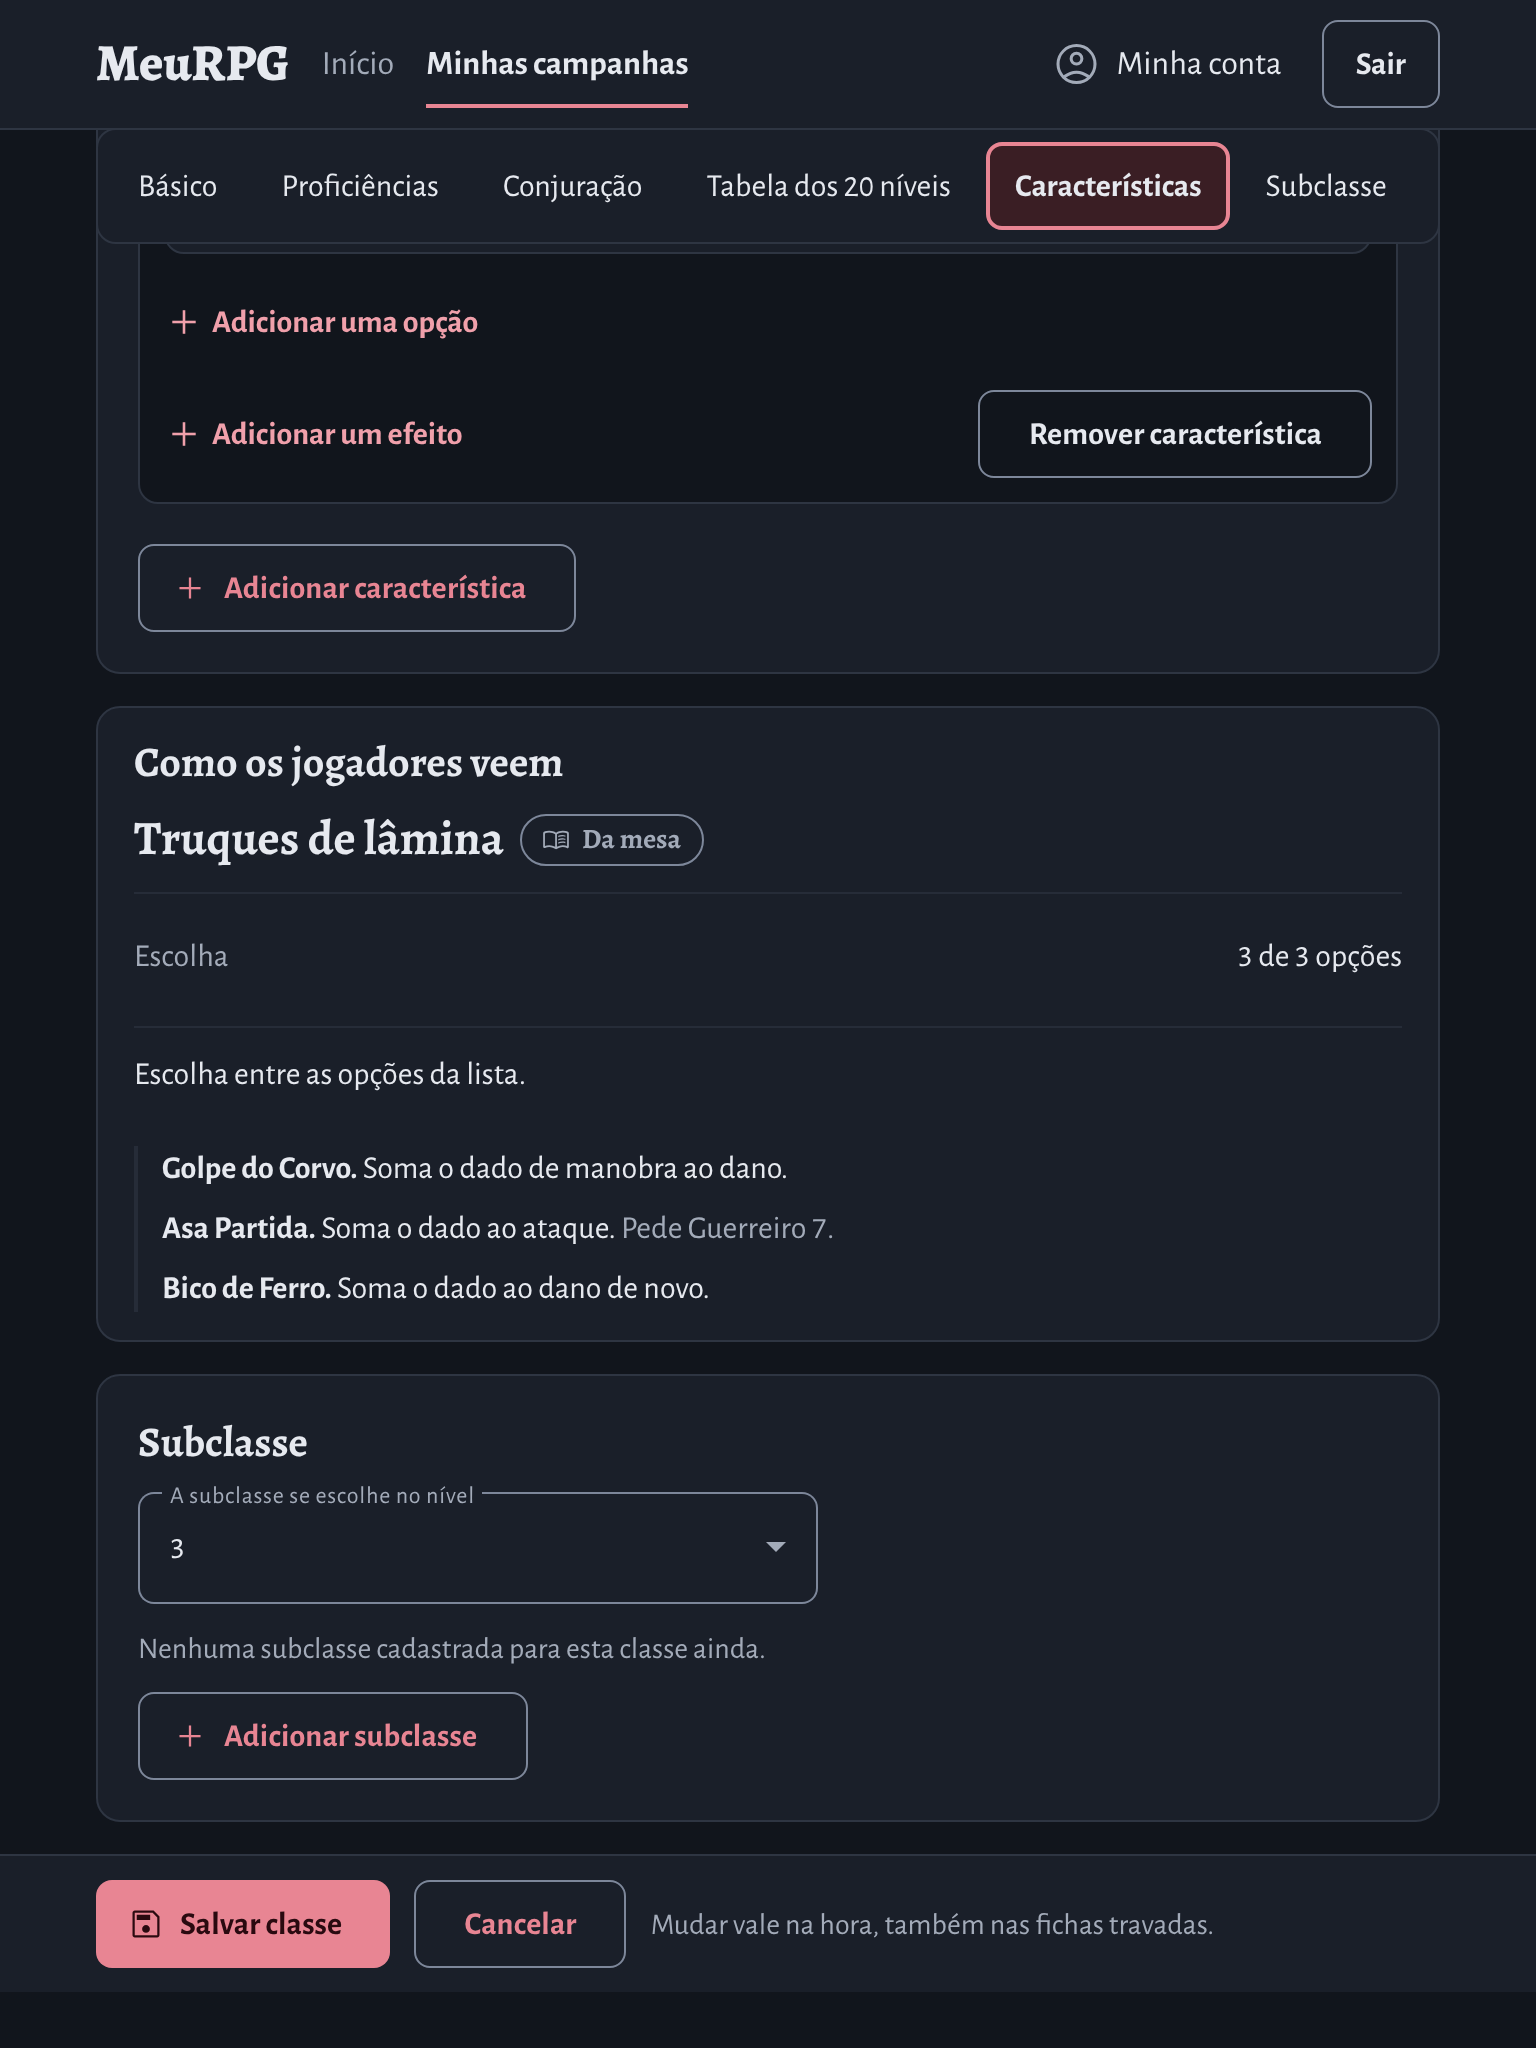 MeuRPG Início Minhas campanhas Minha conta Sair
Básico Proficiências Conjuração Tabela dos 20 níveis Características Subclasse
Adicionar uma opção
Adicionar um efeito Remover característica
Adicionar característica
Como os jogadores veem
Truques de lâmina Da mesa
Escolha 3 de 3 opções
Escolha entre as opções da lista.
Golpe do Corvo. Soma o dado de manobra ao dano.
Asa Partida. Soma o dado ao ataque. Pede Guerreiro 7.
Bico de Ferro. Soma o dado ao dano de novo.
Subclasse
A subclasse se escolhe no nível
3
Nenhuma subclasse cadastrada para esta classe ainda.
Adicionar subclasse
Salvar classe Cancelar Mudar vale na hora, também nas fichas travadas.